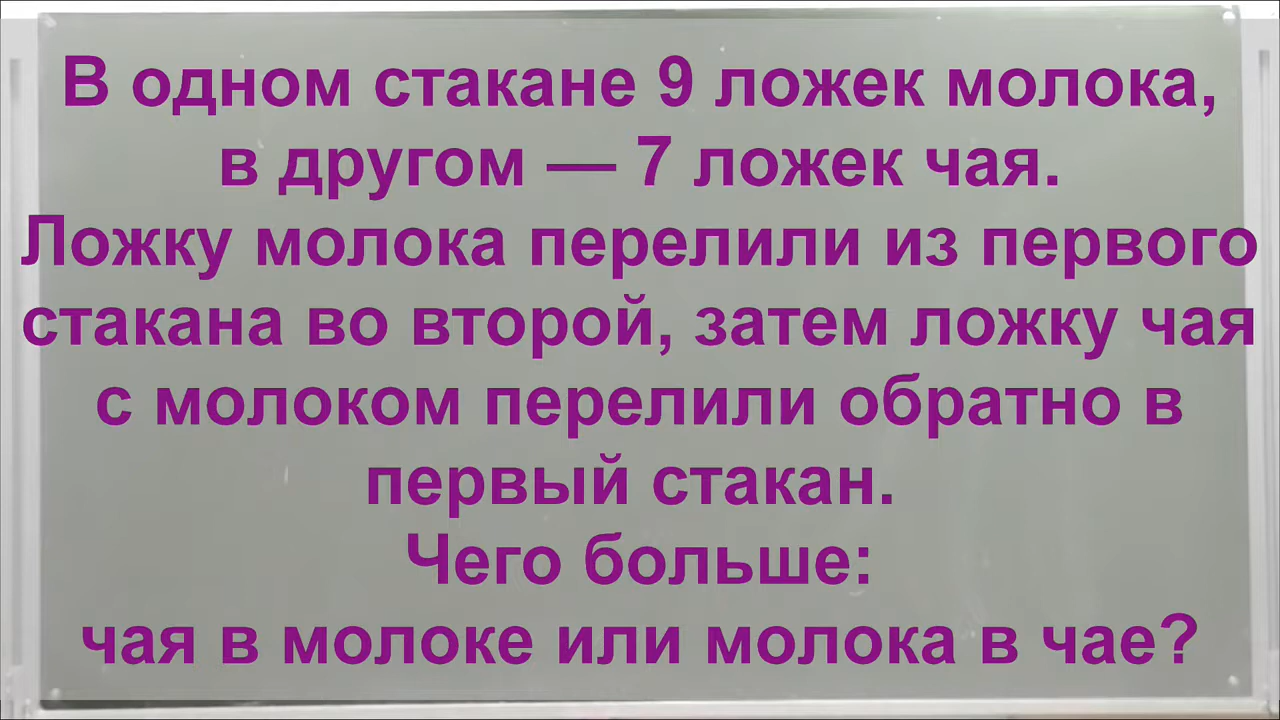 В одном стакане 9 ложек молока,
в другом — 7 ложек чая.
Ложку молока перелили из первого
стакана во второй, затем ложку чая
с молоком перелили обратно в
первый стакан.
Чего больше:
чая в молоке или молока в чае?